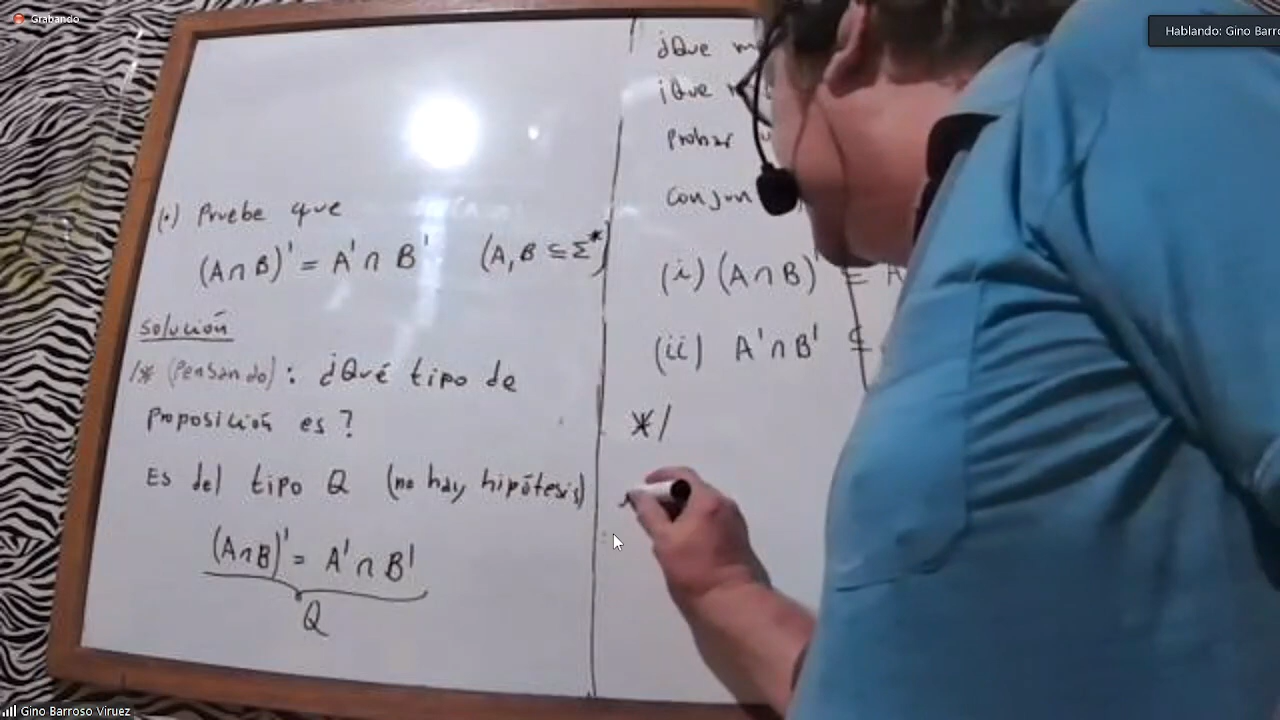 Grabando
Hablando: Gino Barro
(•) Pruebe que
(A∩B)' = A'∩B' (A,B ⊆ Σ*)
Solución
/* (Pensando): ¿Qué tipo de
proposición es?
Es del tipo Q (no hay hipótesis)
(A∩B)' = A'∩B'
Q
¿Que m
¡Que
Probar
Conjun
(i) (A∩B)' ⊆ A
(ii) A'∩B' ⊆
*/
Gino Barroso Viruez